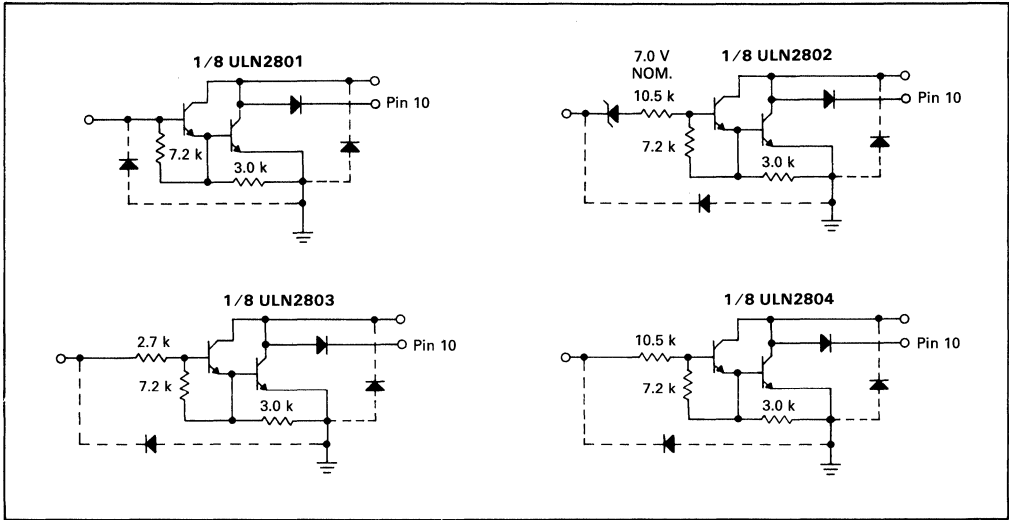 1/8 ULN2801
Pin 10
7.2 k
3.0 k
1/8 ULN2802
7.0 V
NOM.
10.5 k
Pin 10
7.2 k
3.0 k
1/8 ULN2803
2.7 k
Pin 10
7.2 k
3.0 k
1/8 ULN2804
10.5 k
Pin 10
7.2 k
3.0 k